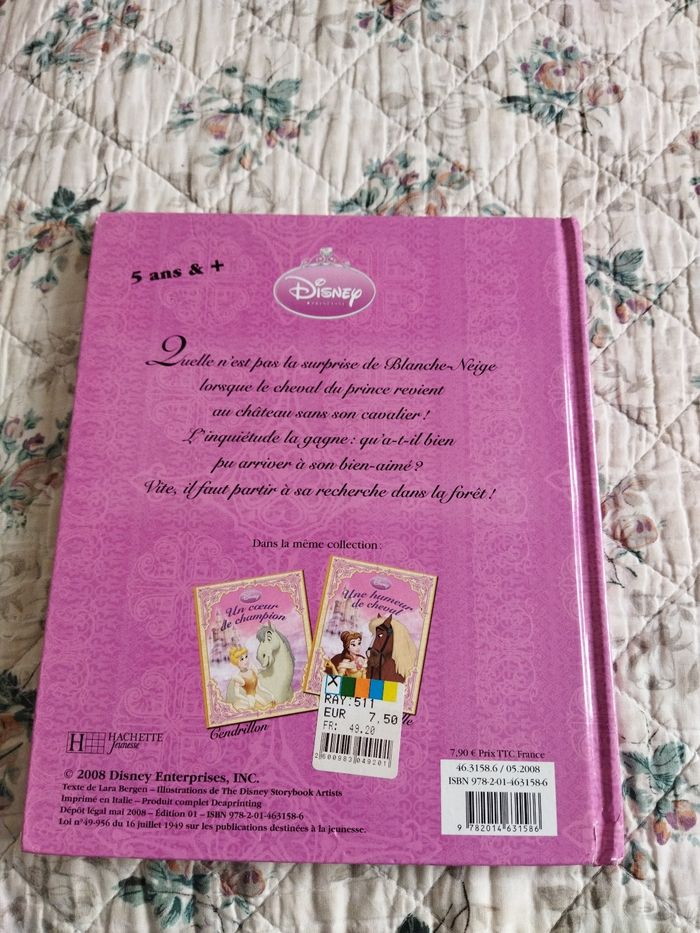 5 ans & +
Disney
PRINCESSE
Quelle n'est pas la surprise de Blanche-Neige
lorsque le cheval du prince revient
au château sans son cavalier !
L'inquiétude la gagne : qu'a-t-il bien
pu arriver à son bien-aimé ?
Vite, il faut partir à sa recherche dans la forêt !
Dans la même collection :
Un cœur
de champion
Cendrillon
Une humeur
de cheval
RAY:511
EUR 7.50
FR: 49.20
2600983049201
HACHETTE
Jeunesse
7,90 € Prix TTC France
46.3158.6 / 05.2008
ISBN 978-2-01-463158-6
9 782014 631586
© 2008 Disney Enterprises, INC.
Texte de Lara Bergen – Illustrations de The Disney Storybook Artists
Imprimé en Italie – Produit complet Deaprinting
Dépôt légal mai 2008 – Édition 01 – ISBN 978-2-01-463158-6
Loi n°49-956 du 16 juillet 1949 sur les publications destinées à la jeunesse.